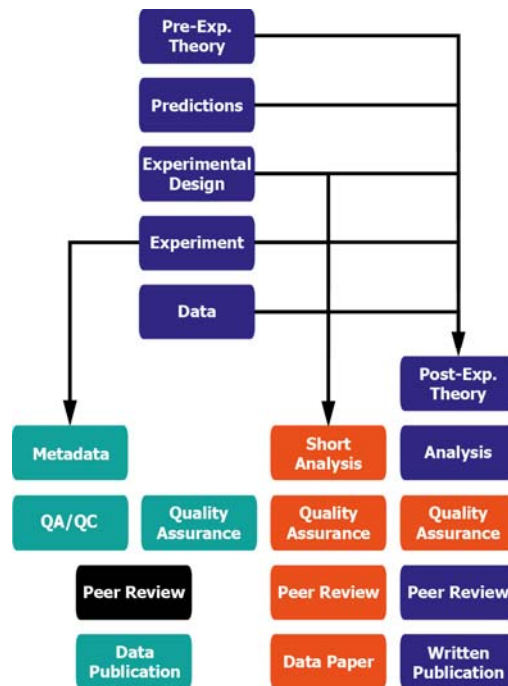 Pre-Exp.
Theory
Predictions
Experimental
Design
Experiment
Data
Post-Exp.
Theory
Metadata
Short
Analysis
Analysis
QA/QC
Quality
Assurance
Quality
Assurance
Quality
Assurance
Peer Review
Peer Review
Peer Review
Data
Publication
Data Paper
Written
Publication